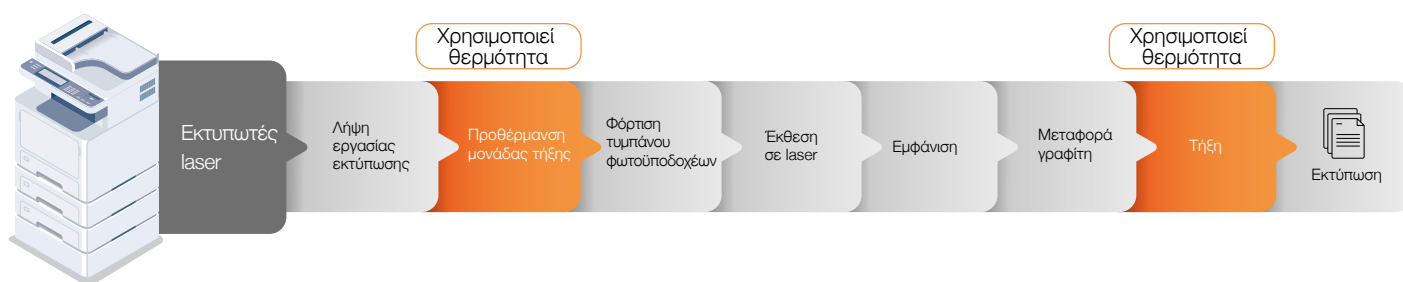 Χρησιμοποιεί
θερμότητα
Χρησιμοποιεί
θερμότητα
Εκτυπωτές
laser
Λήψη
εργασίας
εκτύπωσης
Προθέρμανση
μονάδας τήξης
Φόρτιση
τυμπάνου
φωτοϋποδοχέων
Έκθεση
σε laser
Εμφάνιση
Μεταφορά
γραφίτη
Τήξη
Εκτύπωση